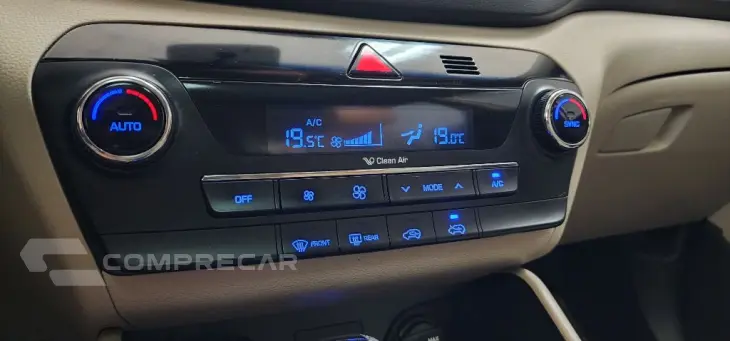 AUTO
A/C
19.5°C
19.0°C
SYNC
Clean Air
OFF
MODE
A/C
FRONT
REAR
COMPRECAR